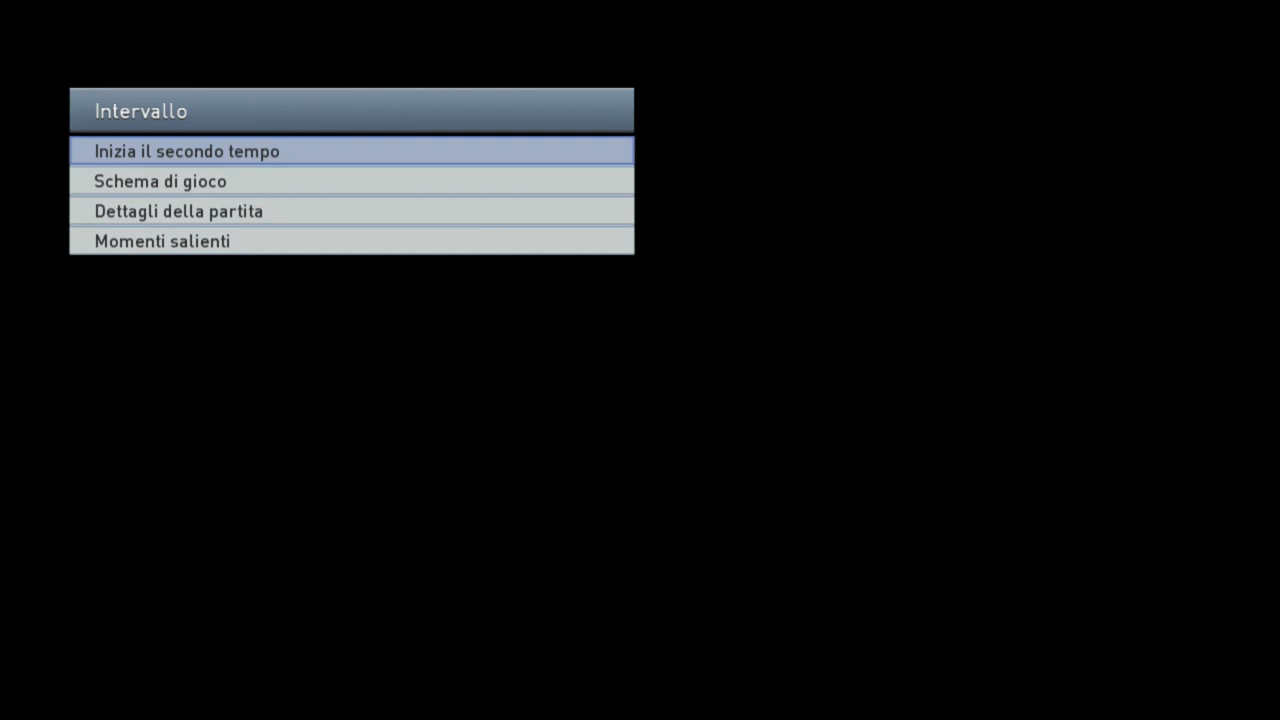 Intervallo
Inizia il secondo tempo
Schema di gioco
Dettagli della partita
Momenti salienti